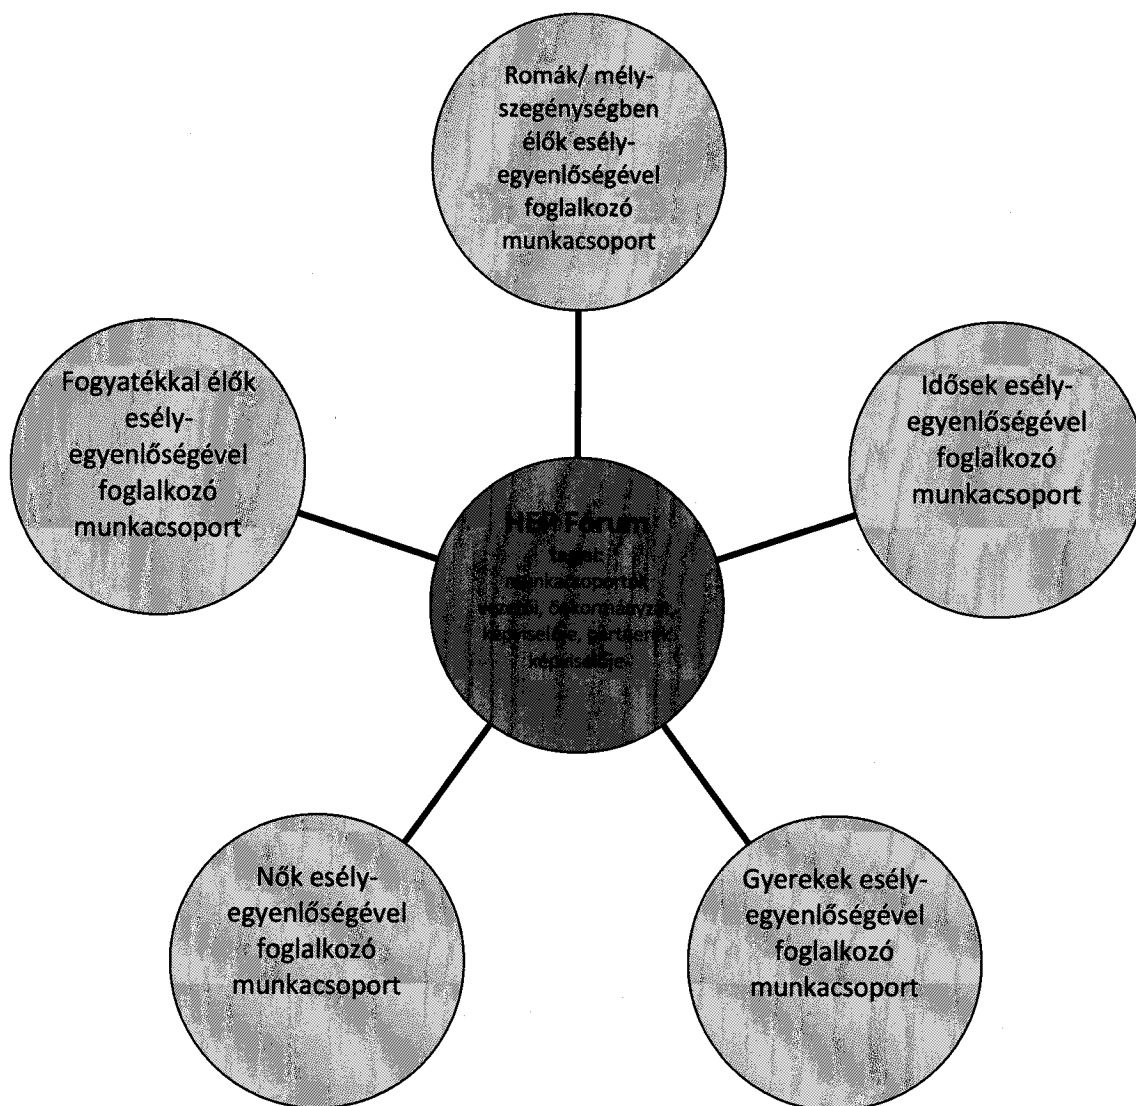 Romák/ mély-
szegénységben
élők esély-
egyenlőségével
foglalkozó
munkacsoport
Fogyatékkal élők
esély-
egyenlőségével
foglalkozó
munkacsoport
Idősek esély-
egyenlőségével
foglalkozó
munkacsoport
HEP Fórum
tagjai:
munkacsoportok
vezetői, önkormányzat
képviselője, partnerek
képviselője
Nők esély-
egyenlőségével
foglalkozó
munkacsoport
Gyerekek esély-
egyenlőségével
foglalkozó
munkacsoport